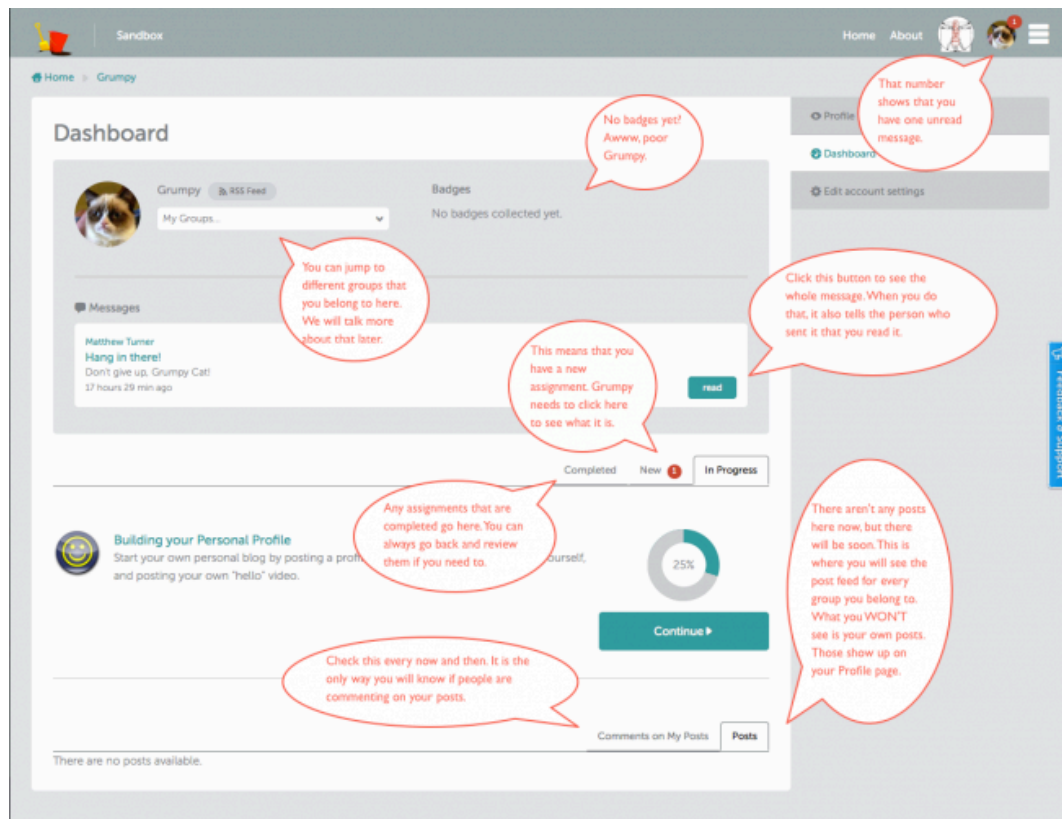 Sandbox
Home About
1
Home Grumpy
That number
shows that you
have one unread
message.
Dashboard
No badges yet?
Awww, poor
Grumpy.
Profile
Dashboard
Edit account settings
Grumpy RSS Feed
My Groups...
Badges
No badges collected yet.
You can jump to
different groups that
you belong to here.
We will talk more
about that later.
Click this button to see the
whole message. When you do
that, it also tells the person who
sent it that you read it.
Messages
Matthew Turner
Hang in there!
Don't give up, Grumpy Cat!
17 hours 29 min ago
read
This means that you
have a new
assignment. Grumpy
needs to click here
to see what it is.
Feedback & Support
Completed New 1 In Progress
Any assignments that are
completed go here. You can
always go back and review
them if you need to.
Building your Personal Profile
Start your own personal blog by posting a ourself,
and posting your own "hello" video.
25%
Continue
There aren't any posts
here now, but there
will be soon. This is
where you will see the
post feed for every
group you belong to.
What you WON'T
see is your own posts.
Those show up on
your Profile page.
Check this every now and then. It is the
only way you will know if people are
commenting on your posts.
Comments on My Posts Posts
There are no posts available.